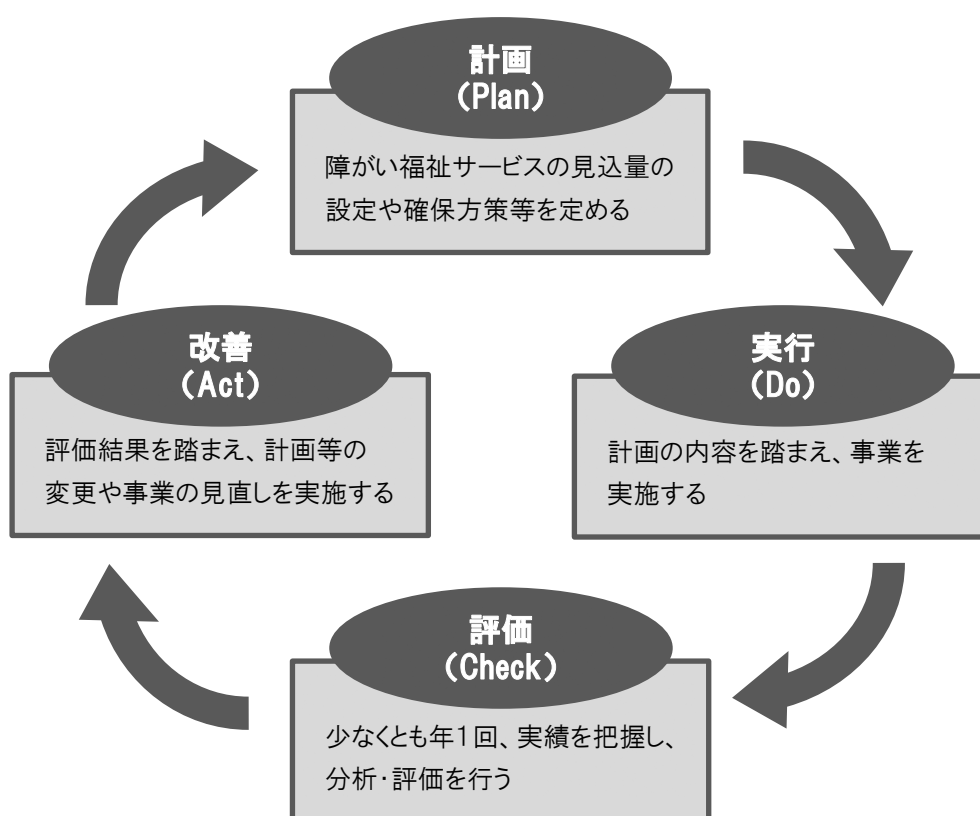 計画
(Plan)
障がい福祉サービスの見込量の
設定や確保方策等を定める
改善
(Act)
評価結果を踏まえ、計画等の
変更や事業の見直しを実施する
実行
(Do)
計画の内容を踏まえ、事業を
実施する
評価
(Check)
少なくとも年1回、実績を把握し、
分析・評価を行う